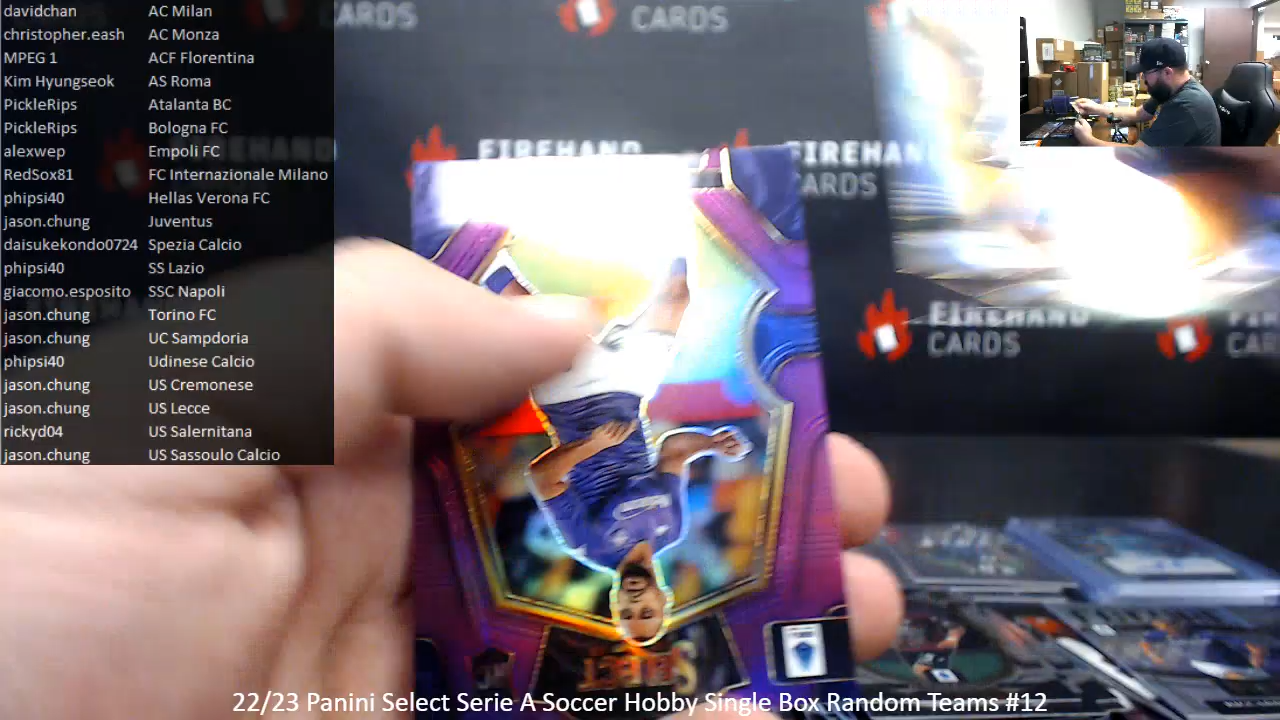 davidchan AC Milan
christopher.eash AC Monza
MPEG 1 ACF Florentina
Kim Hyungseok AS Roma
PickleRips Atalanta BC
PickleRips Bologna FC
alexwep Empoli FC
RedSox81 FC Internazionale Milano
phipsi40 Hellas Verona FC
jason.chung Juventus
daisukekondo0724 Spezia Calcio
phipsi40 SS Lazio
giacomo.esposito SSC Napoli
jason.chung Torino FC
jason.chung UC Sampdoria
phipsi40 Udinese Calcio
jason.chung US Cremonese
jason.chung US Lecce
rickyd04 US Salernitana
jason.chung US Sassoulo Calcio
CARDS
CARDS
FIREHAND
FIREHAN
CARDS
FIREHAND
CARDS
SELECT
22/23 Panini Select Serie A Soccer Hobby Single Box Random Teams #12